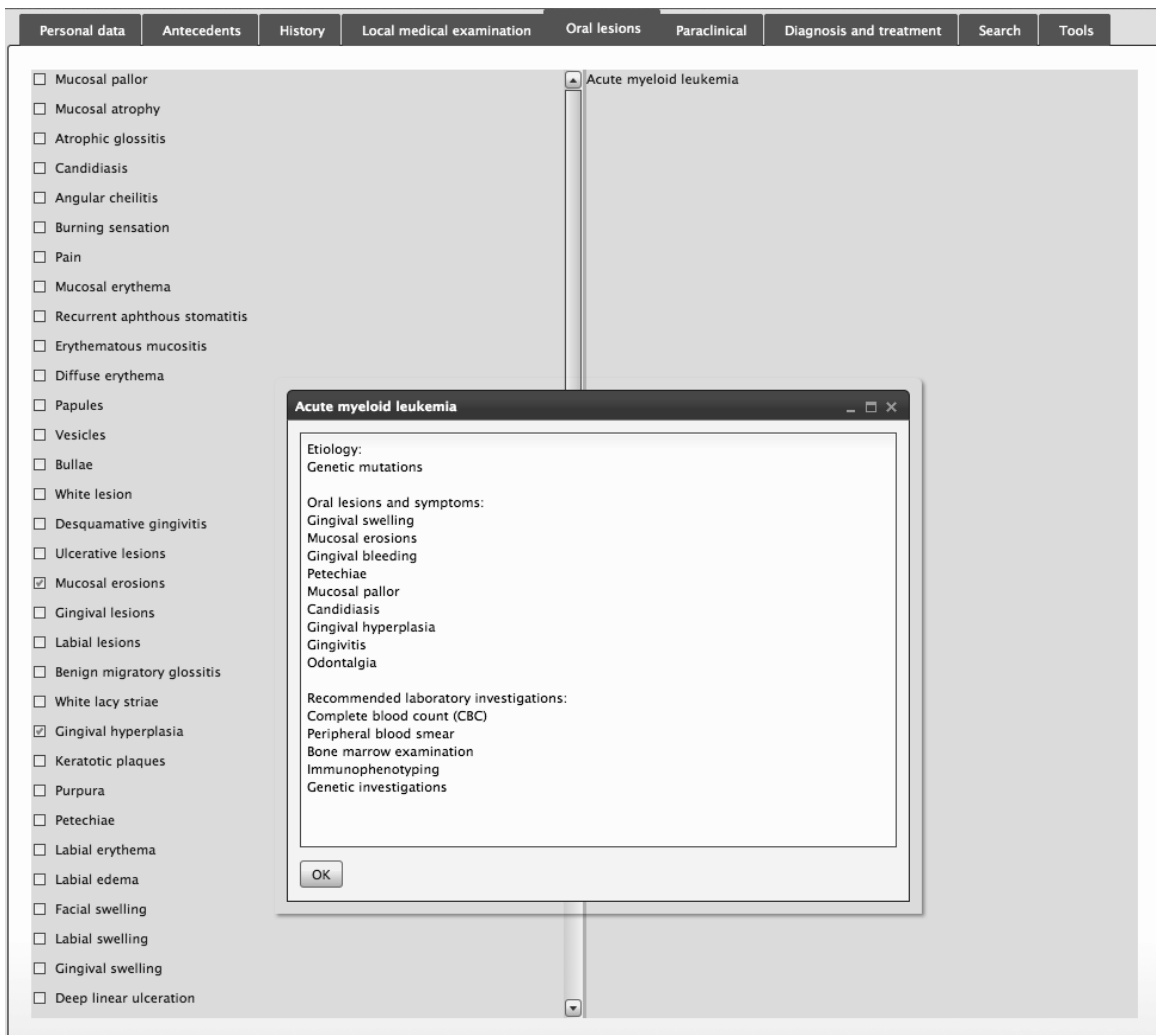 Personal data
Antecedents
History
Local medical examination
Oral lesions
Paraclinical
Diagnosis and treatment
Search
Tools
Mucosal pallor
Mucosal atrophy
Atrophic glossitis
Candidiasis
Angular cheilitis
Burning sensation
Pain
Mucosal erythema
Recurrent aphthous stomatitis
Erythematous mucositis
Diffuse erythema
Papules
Vesicles
Bullae
White lesion
Desquamative gingivitis
Ulcerative lesions
Mucosal erosions
Gingival lesions
Labial lesions
Benign migratory glossitis
White lacy striae
Gingival hyperplasia
Keratotic plaques
Purpura
Petechiae
Labial erythema
Labial edema
Facial swelling
Labial swelling
Gingival swelling
Deep linear ulceration
Acute myeloid leukemia
Acute myeloid leukemia
Etiology:
Genetic mutations
Oral lesions and symptoms:
Gingival swelling
Mucosal erosions
Gingival bleeding
Petechiae
Mucosal pallor
Candidiasis
Gingival hyperplasia
Gingivitis
Odontalgia
Recommended laboratory investigations:
Complete blood count (CBC)
Peripheral blood smear
Bone marrow examination
Immunophenotyping
Genetic investigations
OK